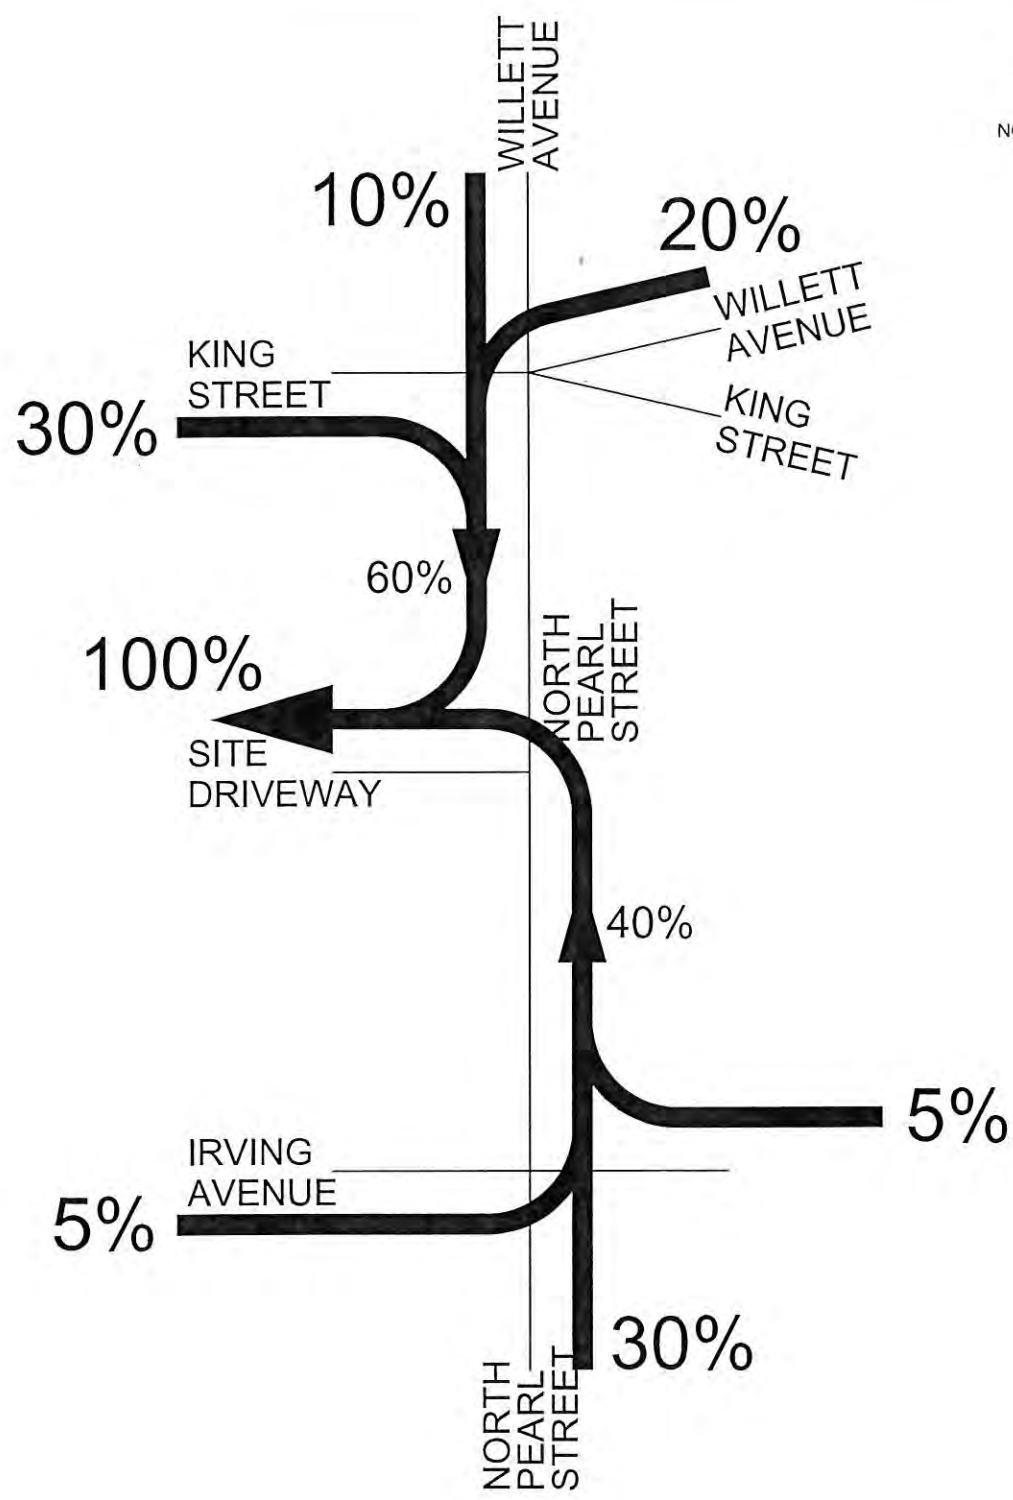 WILLETT
AVENUE
10%
20%
WILLETT
AVENUE
KING
STREET
30%
KING
STREET
60%
NORTH
PEARL
STREET
100%
SITE
DRIVEWAY
40%
5%
IRVING
AVENUE
5%
30%
NORTH
PEARL
STREET